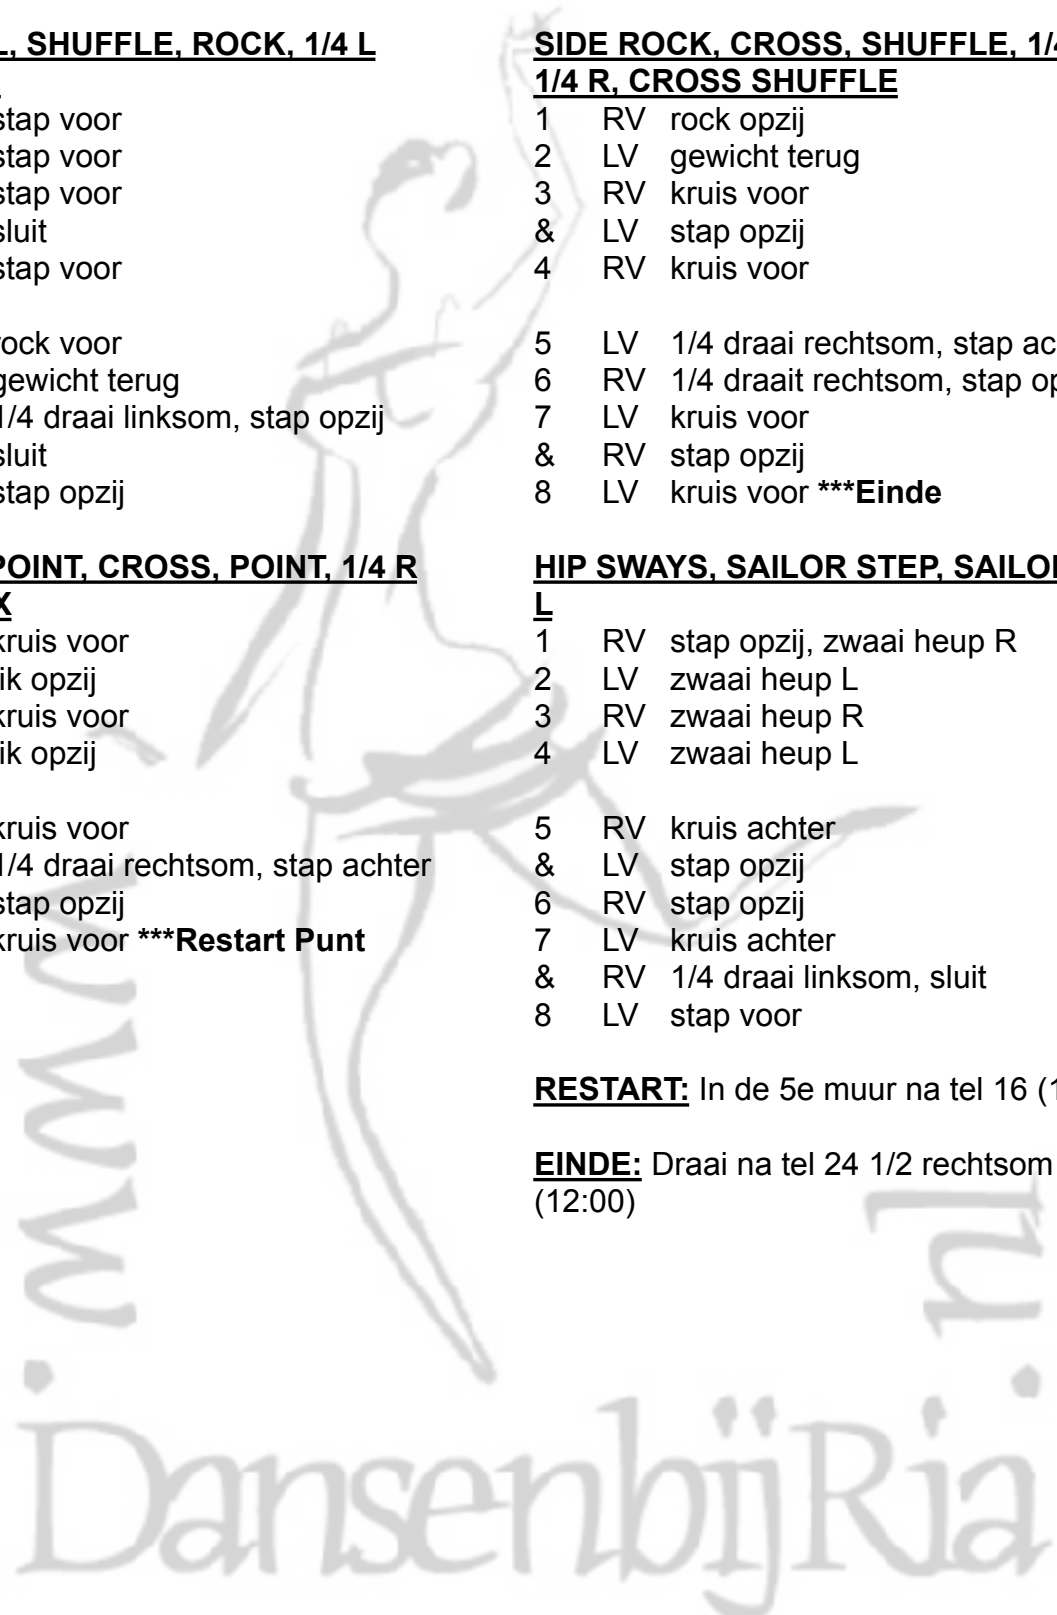 L, SHUFFLE, ROCK, 1/4 L
stap voor
stap voor
stap voor
sluit
stap voor
rock voor
gewicht terug
1/4 draai linksom, stap opzij
sluit
stap opzij
POINT, CROSS, POINT, 1/4 R
X
kruis voor
ik opzij
kruis voor
ik opzij
kruis voor
1/4 draai rechtsom, stap achter
stap opzij
kruis voor ***Restart Punt
SIDE ROCK, CROSS, SHUFFLE, 1/4
1/4 R, CROSS SHUFFLE
1 RV rock opzij
2 LV gewicht terug
3 RV kruis voor
& LV stap opzij
4 RV kruis voor
5 LV 1/4 draai rechtsom, stap ac
6 RV 1/4 draait rechtsom, stap op
7 LV kruis voor
& RV stap opzij
8 LV kruis voor ***Einde
HIP SWAYS, SAILOR STEP, SAILOR
L
1 RV stap opzij, zwaai heup R
2 LV zwaai heup L
3 RV zwaai heup R
4 LV zwaai heup L
5 RV kruis achter
& LV stap opzij
6 RV stap opzij
7 LV kruis achter
& RV 1/4 draai linksom, sluit
8 LV stap voor
RESTART: In de 5e muur na tel 16 (1
EINDE: Draai na tel 24 1/2 rechtsom
(12:00)
www.DansenbijRia.nl